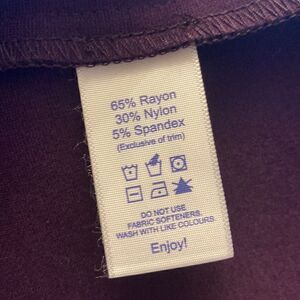 65% Rayon
30% Nylon
5% Spandex
(Exclusive of trim)
DO NOT USE
FABRIC SOFTENERS.
WASH WITH LIKE COLOURS.
Enjoy!